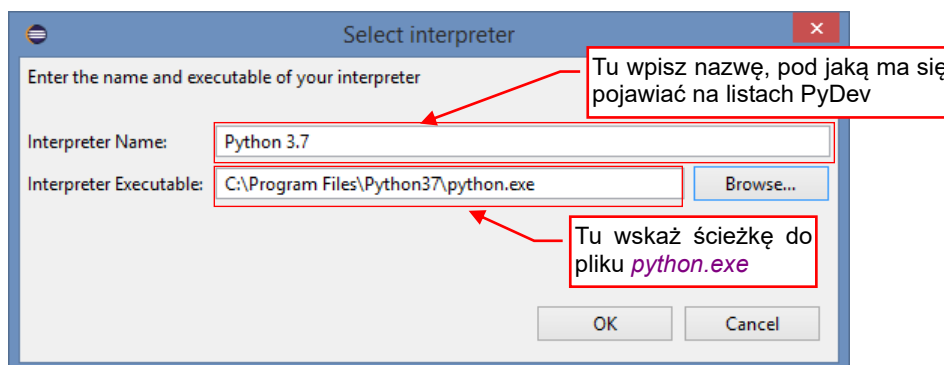 Select interpreter
Enter the name and executable of your interpreter
Tu wpisz nazwę, pod jaką ma się
pojawiać na listach PyDev
Interpreter Name: Python 3.7
Interpreter Executable: C:\Program Files\Python37\python.exe Browse...
Tu wskaż ścieżkę do
pliku python.exe
OK Cancel